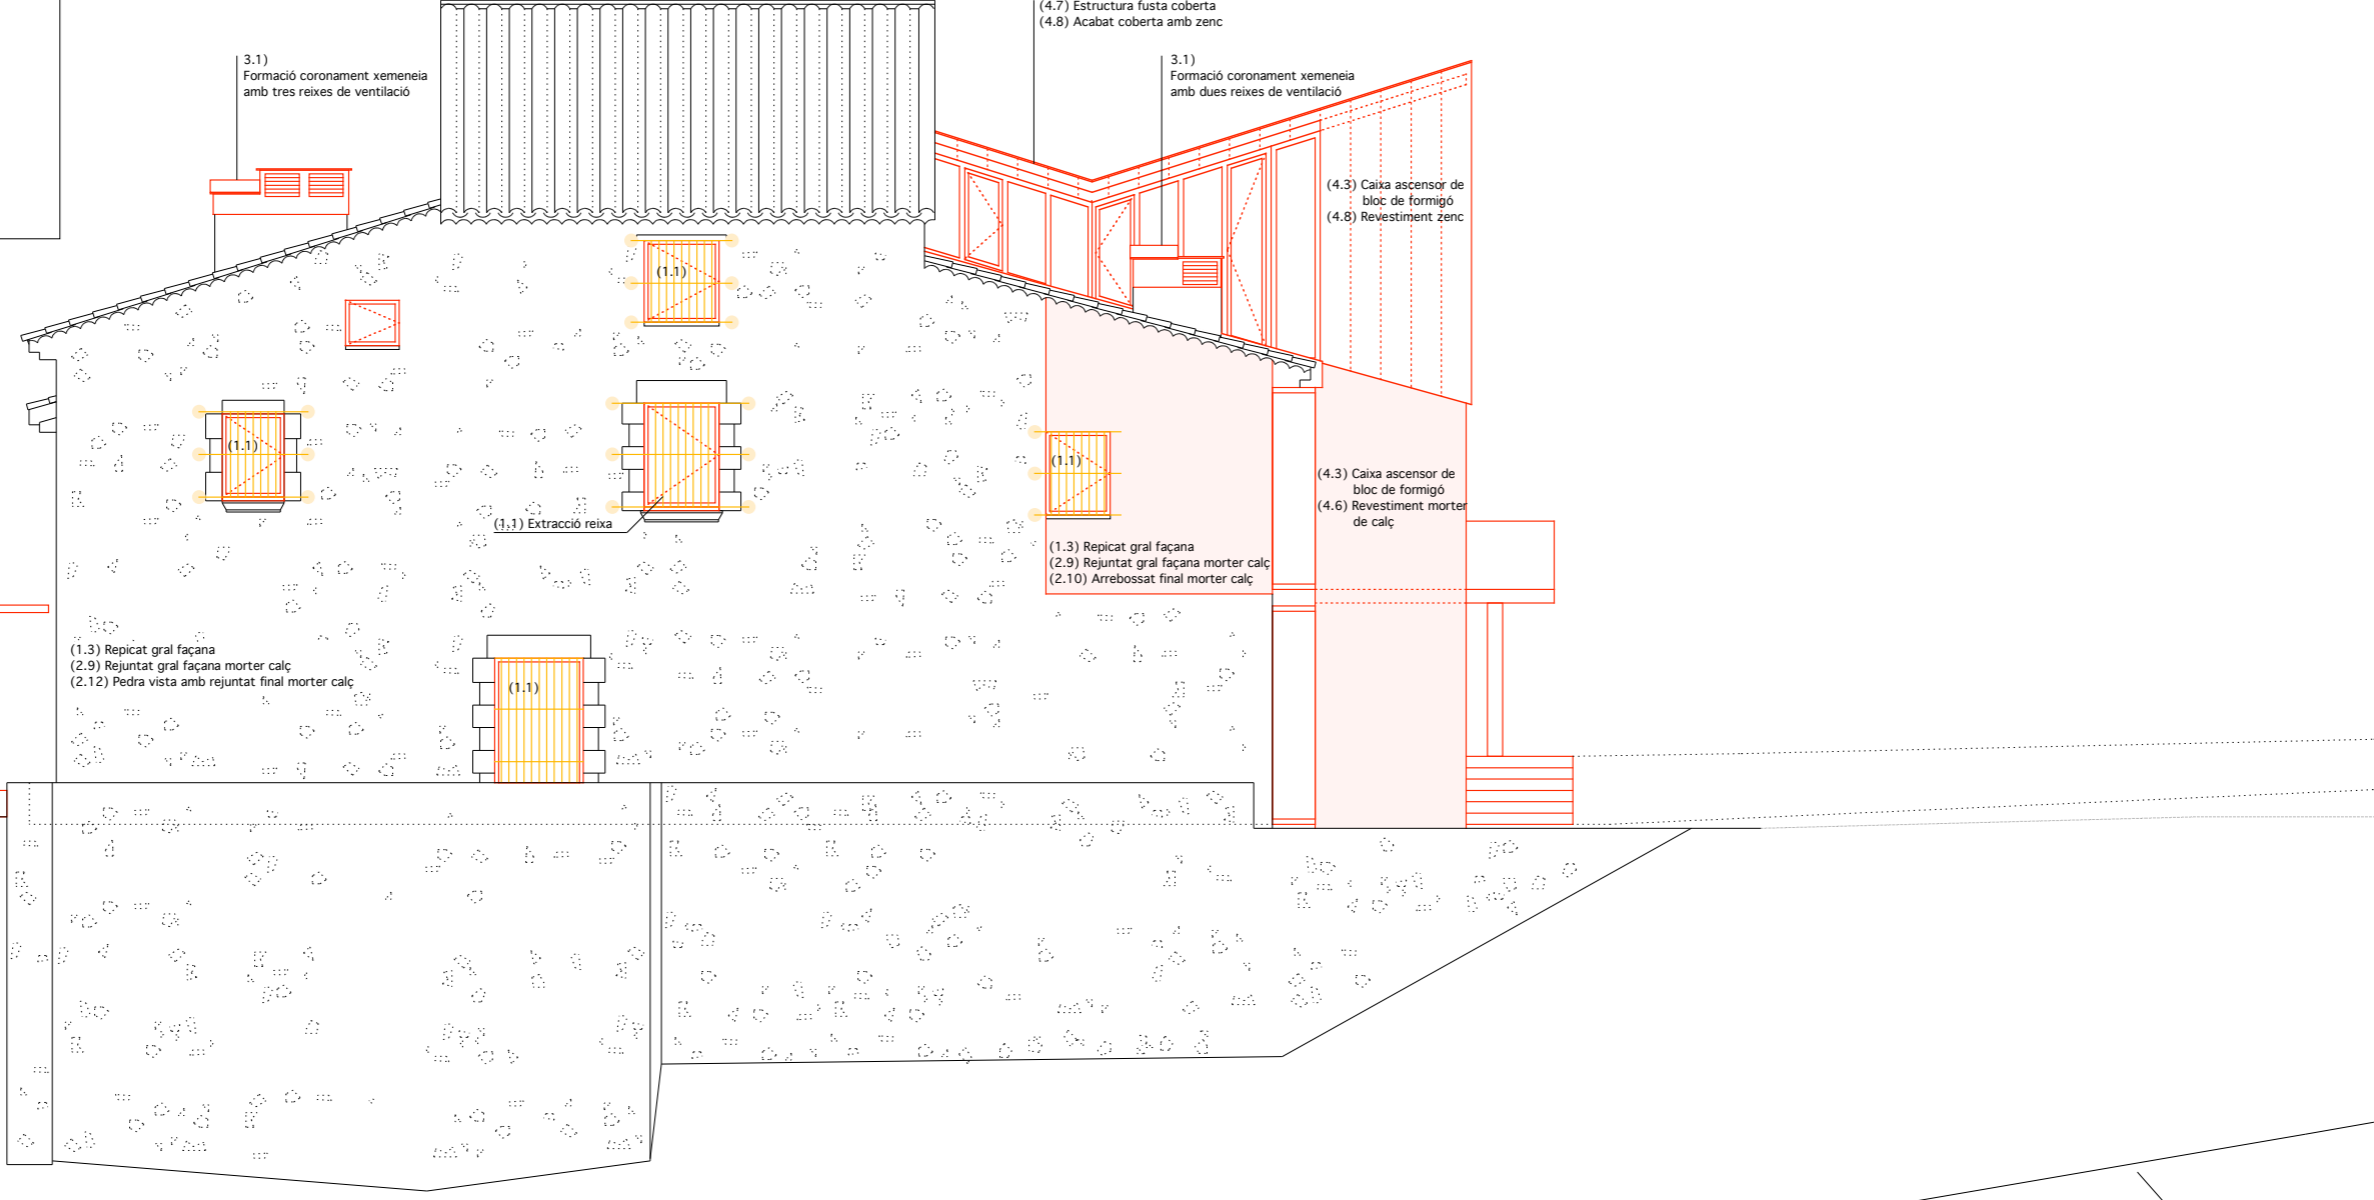 (4.7) Estructura fusta coberta
(4.8) Acabat coberta amb zenc
3.1)
Formació coronament xemeneia
amb tres reixes de ventilació
3.1)
Formació coronament xemeneia
amb dues reixes de ventilació
(4.3) Caixa ascensor de
bloc de formigó
(4.8) Revestiment zenc
(1.1)
(1.1)
(1.1)
(1.1) Extracció reixa
(4.3) Caixa ascensor de
bloc de formigó
(4.6) Revestiment morter
de calç
(1.3) Repicat gral façana
(2.9) Rejuntat gral façana morter calç
(2.10) Arrebossat final morter calç
(1.3) Repicat gral façana
(2.9) Rejuntat gral façana morter calç
(2.12) Pedra vista amb rejuntat final morter calç
(1.1)